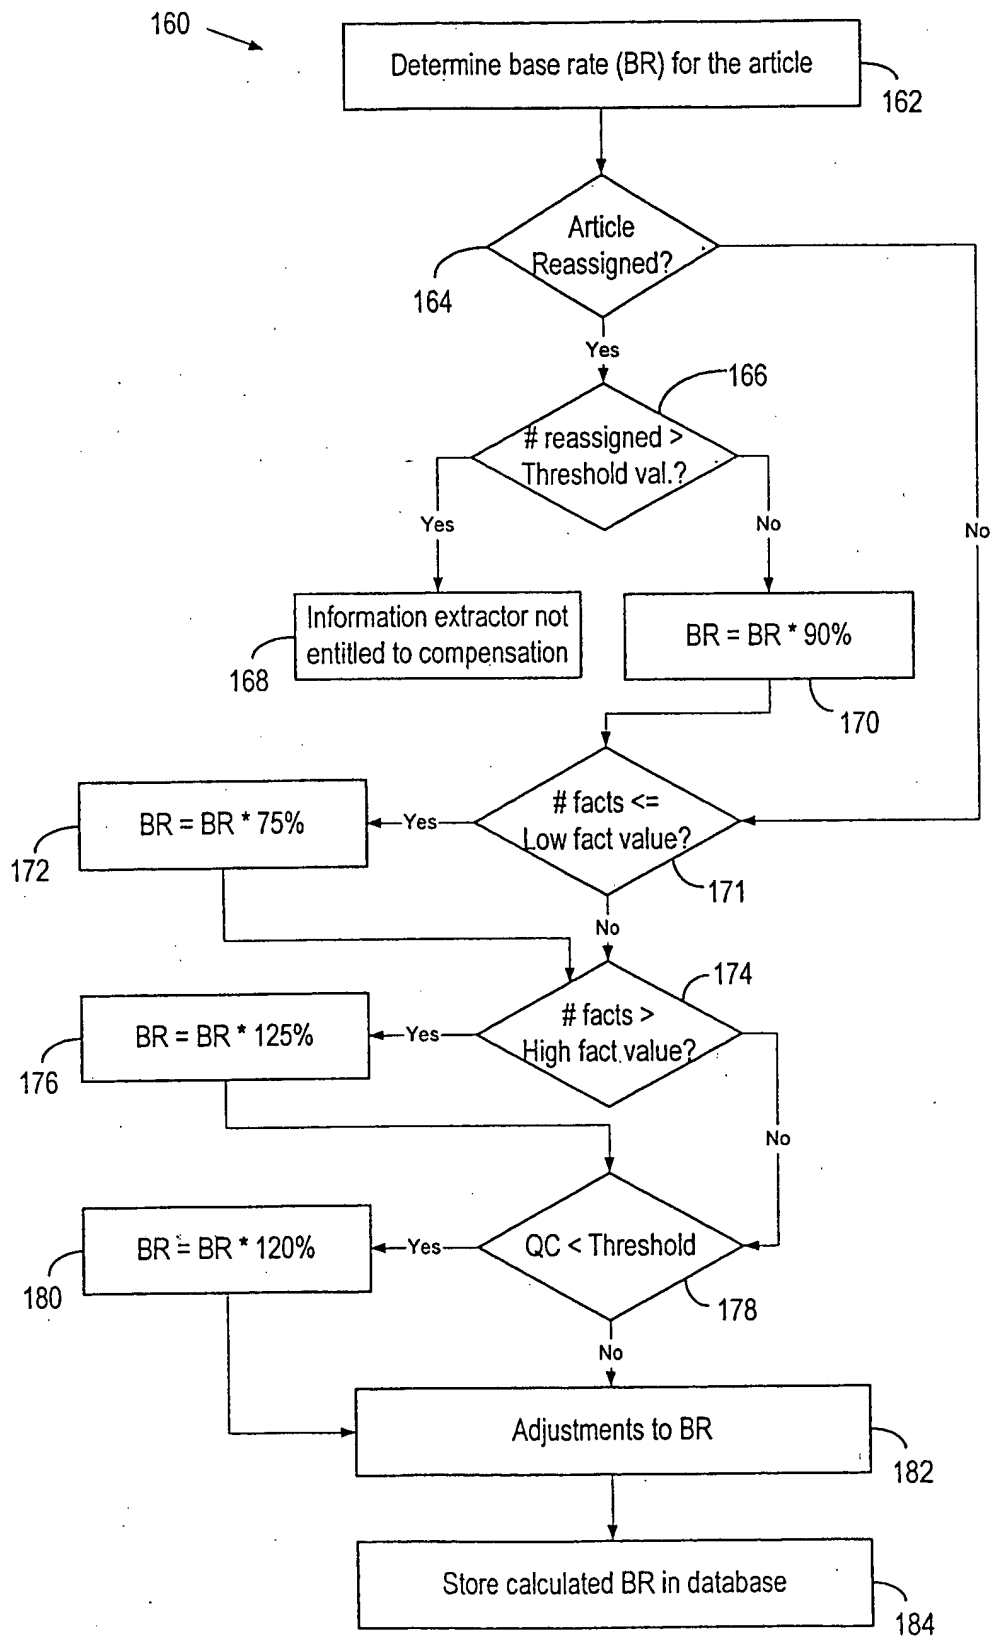 160
Determine base rate (BR) for the article
162
Article
Reassigned?
164
Yes
166
# reassigned >
Threshold val.?
Yes
No
No
Information extractor not
entitled to compensation
168
BR = BR * 90%
170
# facts <=
Low fact value?
Yes
BR = BR * 75%
172
171
No
174
# facts >
High fact value?
Yes
BR = BR * 125%
176
No
QC < Threshold
Yes
BR = BR * 120%
180
178
No
Adjustments to BR
182
Store calculated BR in database
184